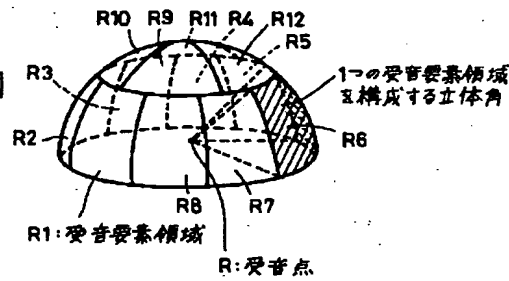 R10 R9 R11 R4 R12
R5
R3
1つの受音要素領域
を構成する立体角
R2
R6
R8 R7
R1:受音要素領域
R:受音点